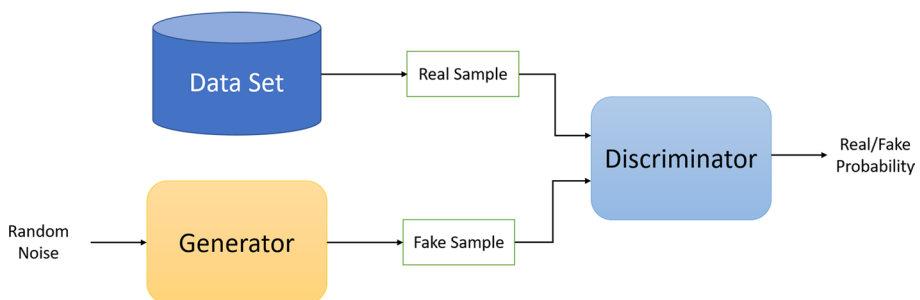 Data Set
Real Sample
Discriminator
Real/Fake
Probability
Random
Noise
Generator
Fake Sample